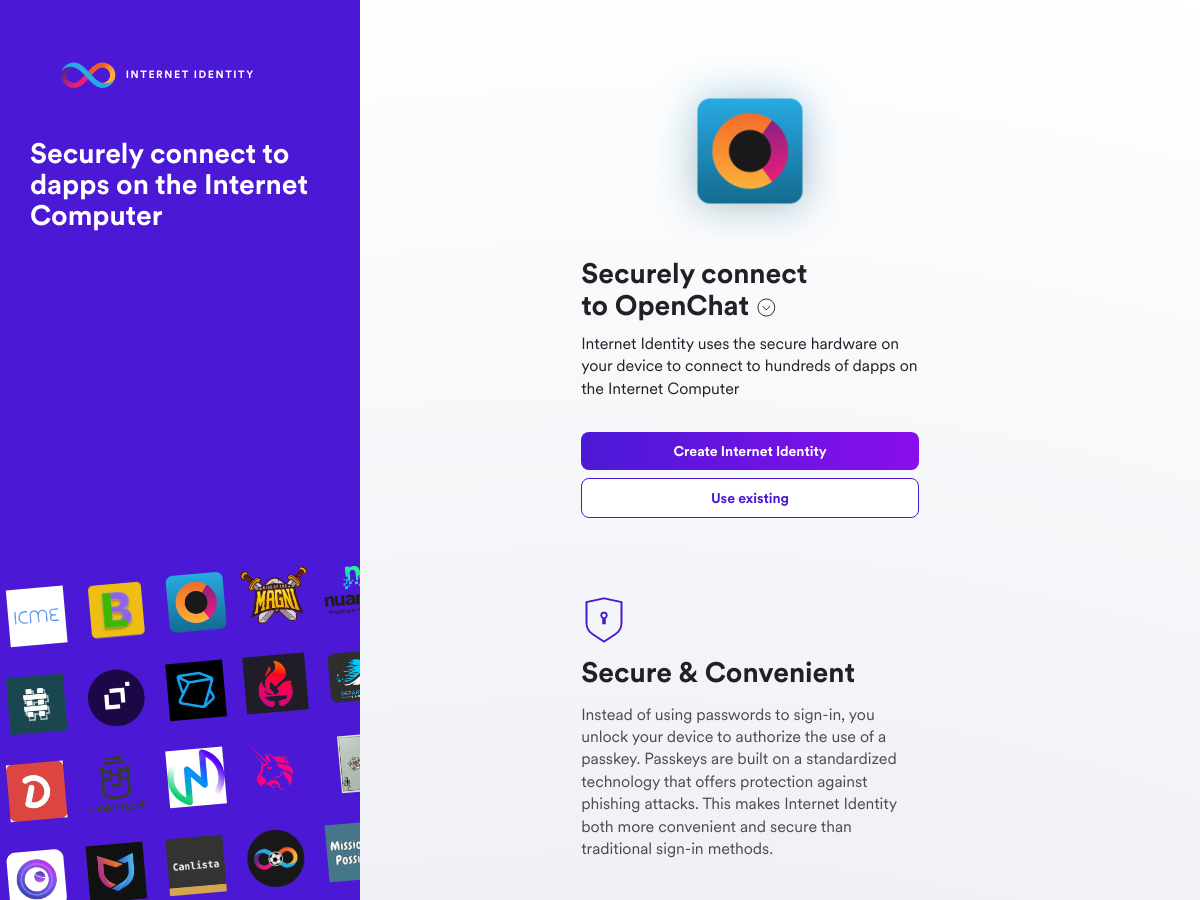 INTERNET IDENTITY
Securely connect to
dapps on the Internet
Computer
ICME
B
RISE OF THE
MAGNI
nuan
D
N
Canlista
Missio
Possi
Securely connect
to OpenChat
Internet Identity uses the secure hardware on
your device to connect to hundreds of dapps on
the Internet Computer
Create Internet Identity
Use existing
Secure & Convenient
Instead of using passwords to sign-in, you
unlock your device to authorize the use of a
passkey. Passkeys are built on a standardized
technology that offers protection against
phishing attacks. This makes Internet Identity
both more convenient and secure than
traditional sign-in methods.